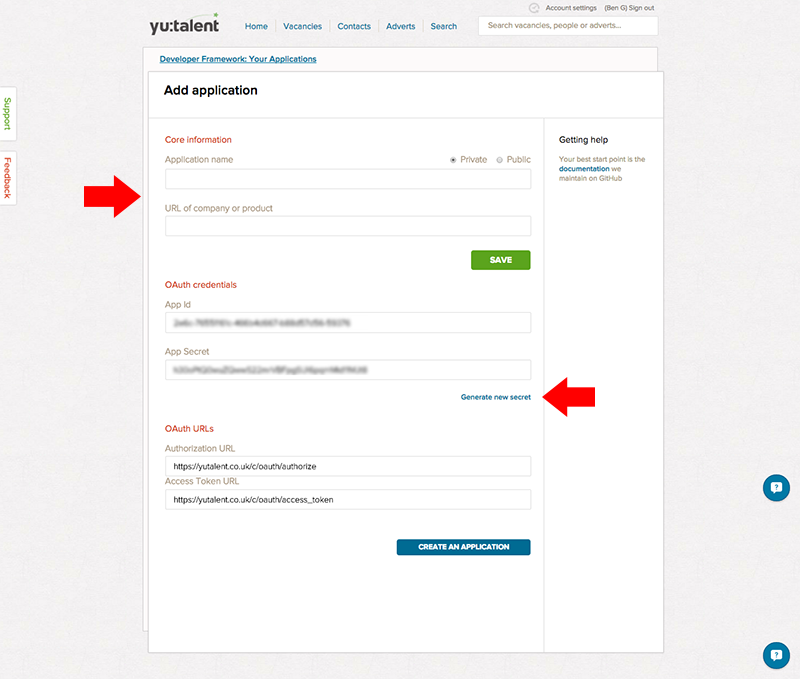 Account settings (Ben G) Sign out
yu:talent Home Vacancies Contacts Adverts Search Search vacancies, people or adverts...
Developer Framework: Your Applications
Add application
Support
Feedback
Core information
Application name Private Public
URL of company or product
SAVE
OAuth credentials
App Id
App Secret
Generate new secret
OAuth URLs
Authorization URL
https://yutalent.co.uk/c/oauth/authorize
Access Token URL
https://yutalent.co.uk/c/oauth/access_token
CREATE AN APPLICATION
Getting help
Your best start point is the
documentation we
maintain on GitHub
?
?